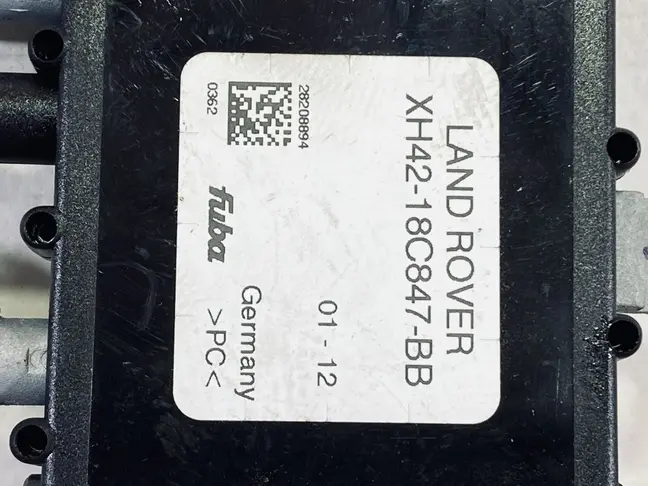 LAND ROVER
XH42-18C847-BB
01-12
28208894
0362
fuba
Germany
>PC<